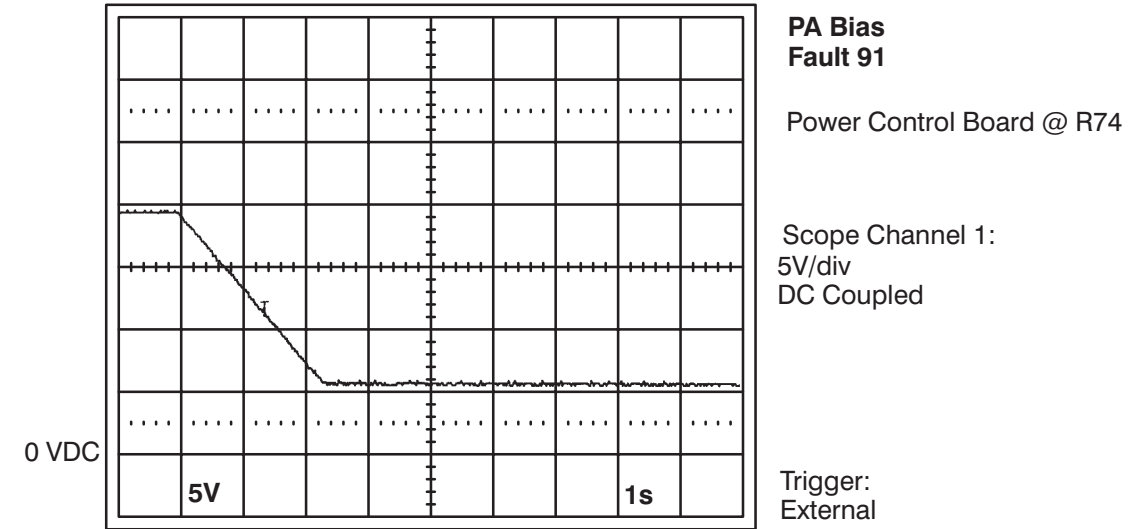 PA Bias
Fault 91
Power Control Board @ R74
Scope Channel 1:
5V/div
DC Coupled
0 VDC
5V
1s
Trigger:
External